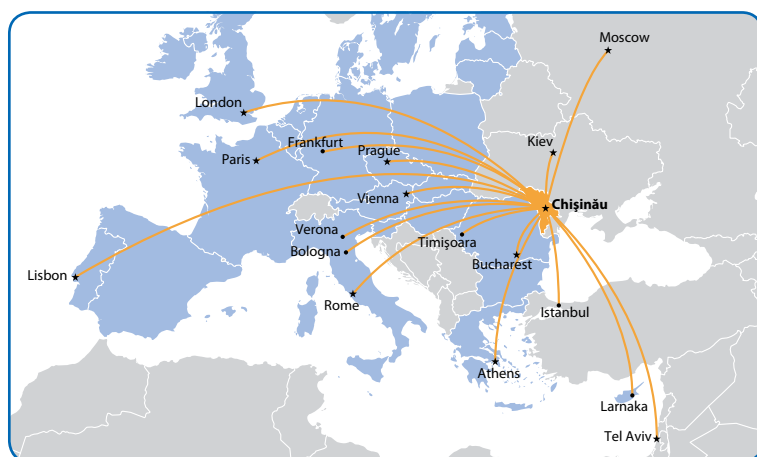 Moscow
London
Kiev
Frankfurt
Prague
Paris
Vienna
Chişinău
Verona
Timişoara
Bologna
Bucharest
Lisbon
Rome
Istanbul
Athens
Larnaka
Tel Aviv